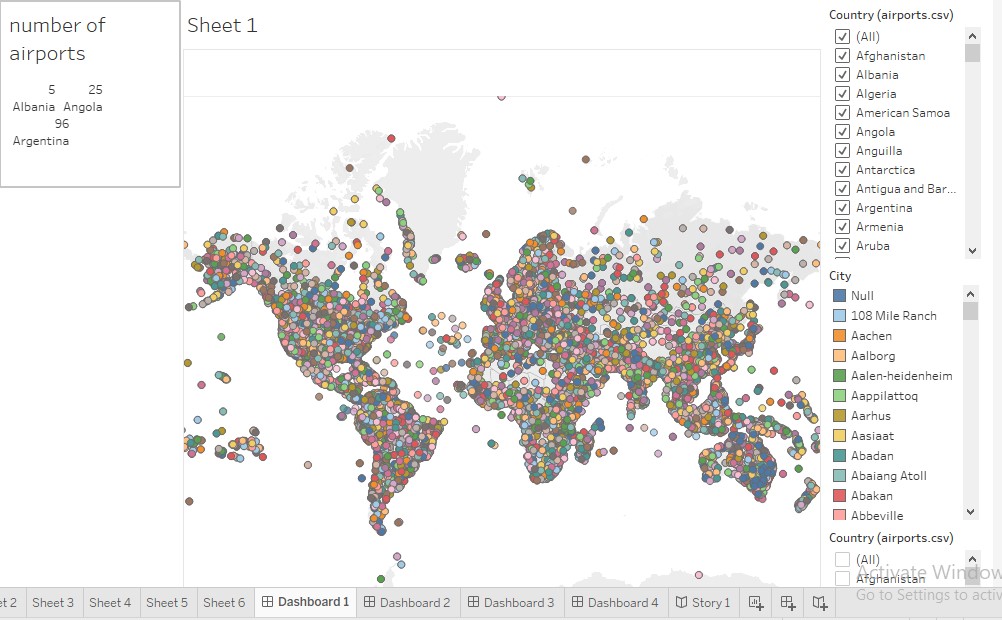 number of
airports
5 25
Albania Angola
96
Argentina
Sheet 1
Country (airports.csv)
(All)
Afghanistan
Albania
Algeria
American Samoa
Angola
Anguilla
Antarctica
Antigua and Bar...
Argentina
Armenia
Aruba
City
Null
108 Mile Ranch
Aachen
Aalborg
Aalen-heidenheim
Aappilattoq
Aarhus
Aasiaat
Abadan
Abaiang Atoll
Abakan
Abbeville
Country (airports.csv)
(All)
Afghanistan
Activate Window
Go to Settings to activ
et 2 Sheet 3 Sheet 4 Sheet 5 Sheet 6 Dashboard 1 Dashboard 2 Dashboard 3 Dashboard 4 Story 1